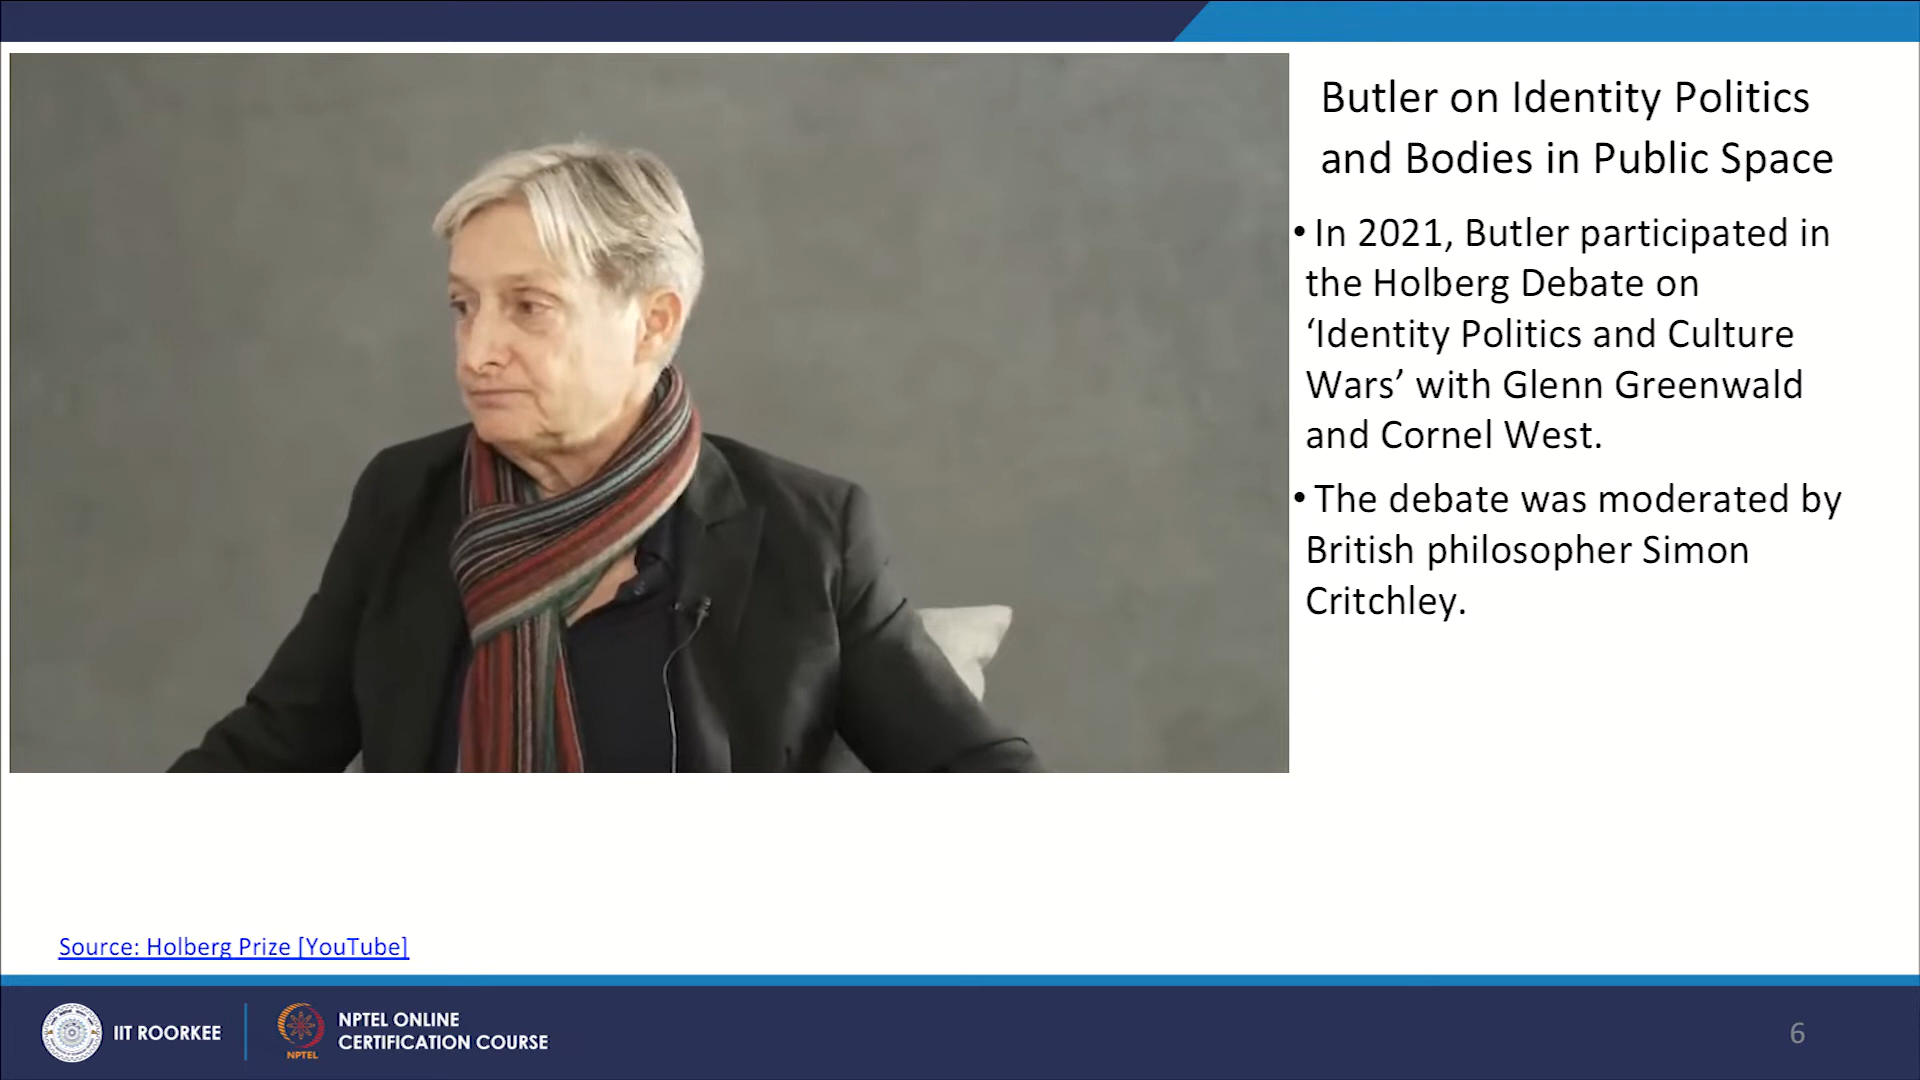 Butler on Identity Politics
and Bodies in Public Space
• In 2021, Butler participated in
the Holberg Debate on
‘Identity Politics and Culture
Wars’ with Glenn Greenwald
and Cornel West.
• The debate was moderated by
British philosopher Simon
Critchley.
Source: Holberg Prize [YouTube]
IIT ROORKEE
NPTEL
NPTEL ONLINE
CERTIFICATION COURSE
6